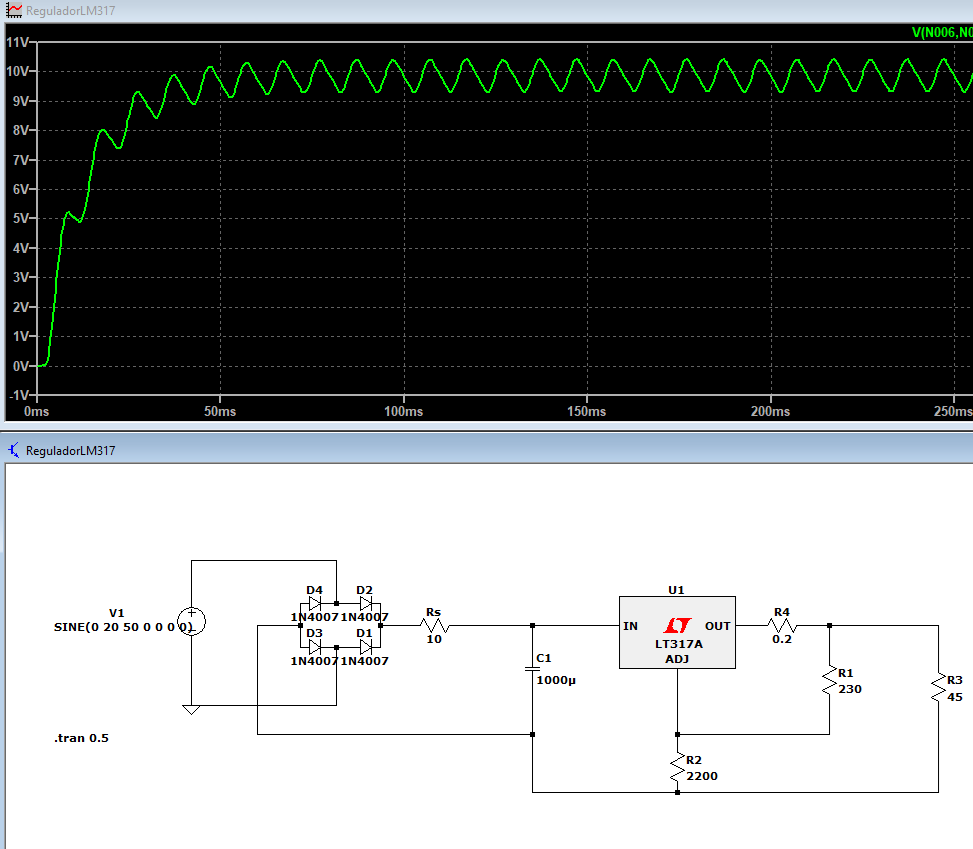 ReguladorLM317
V(N006,N0
11V
10V
9V
8V
7V
6V
5V
4V
3V
2V
1V
0V
-1V
0ms 50ms 100ms 150ms 200ms 250ms
ReguladorLM317
V1
SINE(0 20 50 0 0 0 0)
D4 D2
1N4007 1N4007
D3 D1
1N4007 1N4007
Rs
10
C1
1000µ
U1
IN OUT
LT317A
ADJ
R4
0.2
R1
230
R3
45
R2
2200
.tran 0.5